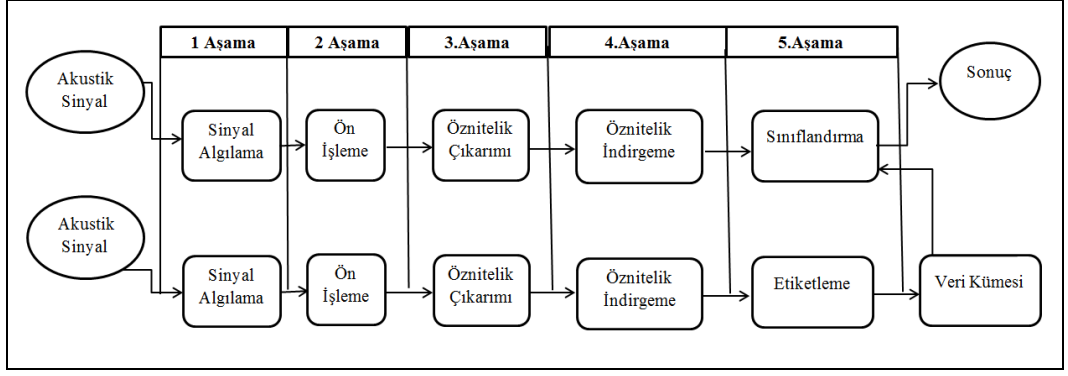 1 Aşama
2 Aşama
3.Aşama
4.Aşama
5.Aşama
Akustik
Sinyal
Sinyal
Algılama
Ön
İşleme
Öznitelik
Çıkarımı
Öznitelik
İndirgeme
Sınıflandırma
Sonuç
Akustik
Sinyal
Sinyal
Algılama
Ön
İşleme
Öznitelik
Çıkarımı
Öznitelik
İndirgeme
Etiketleme
Veri Kümesi